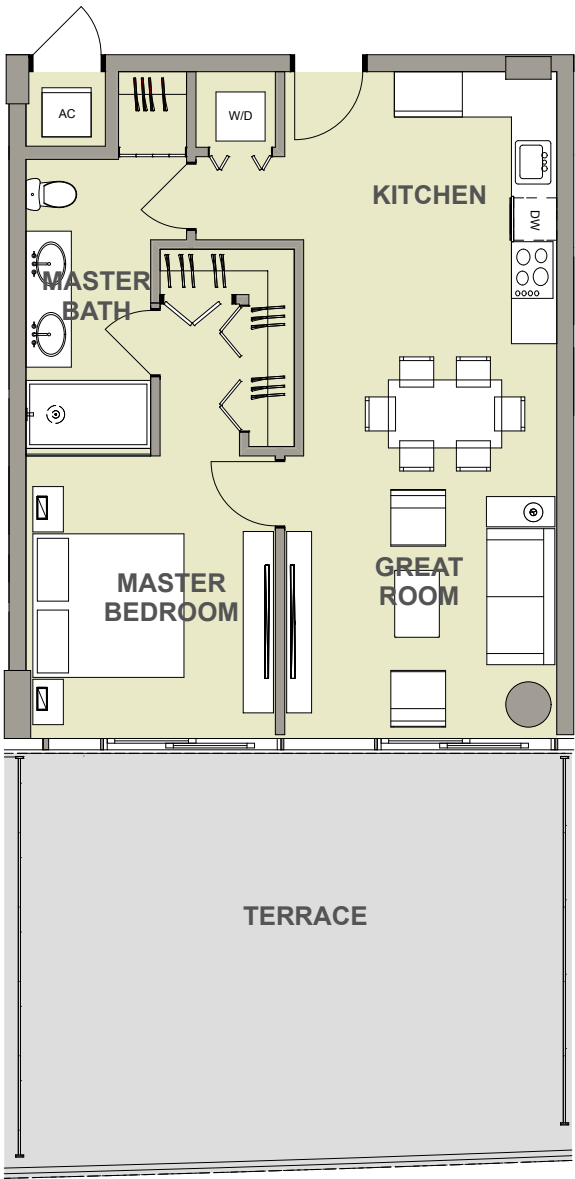 AC
W/D
KITCHEN
DW
MASTER
BATH
MASTER
BEDROOM
GREAT
ROOM
TERRACE